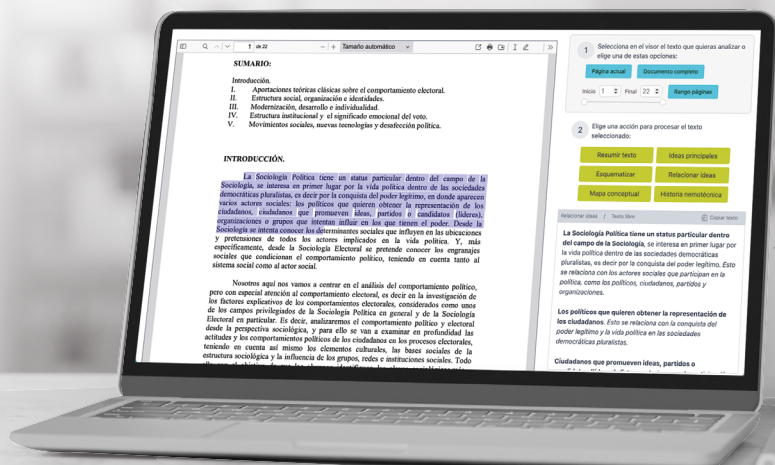 1 de 22
Tamaño automático
SUMARIO:
Introducción.
I. Aportaciones teóricas clásicas sobre el comportamiento electoral.
II. Estructura social, organización e identidades.
III. Modernización, desarrollo e individualidad.
IV. Estructura institucional y el significado emocional del voto.
V. Movimientos sociales, nuevas tecnologías y desafección política.
INTRODUCCIÓN.
La Sociología Política tiene un status particular dentro del campo de la
Sociología, se interesa en primer lugar por la vida política dentro de las sociedades
democráticas pluralistas, es decir por la conquista del poder legítimo, en donde aparecen
varios actores sociales: los políticos que quieren obtener la representación de los
ciudadanos, ciudadanos que promueven ideas, partidos o candidatos (líderes),
organizaciones o grupos que intentan influir en los que tienen el poder. Desde la
Sociología se intenta conocer los determinantes sociales que influyen en las ubicaciones
y pretensiones de todos los actores implicados en la vida política. Y, más
específicamente, desde la Sociología Electoral se pretende conocer los engranajes
sociales que condicionan el comportamiento político, teniendo en cuenta tanto al
sistema social como al actor social.
Nosotros aquí nos vamos a centrar en el análisis del comportamiento político,
pero con especial atención al comportamiento electoral, es decir en la investigación de
los factores explicativos de los comportamientos electorales, considerados como unos
de los campos privilegiados de la Sociología Política en general y de la Sociología
Electoral en particular. Es decir, analizaremos el comportamiento político y electoral
desde la perspectiva sociológica, y para ello se van a examinar en profundidad las
actitudes y los comportamientos políticos de los ciudadanos en los procesos electorales,
teniendo en cuenta así mismo los elementos culturales, las bases sociales de la
estructura sociológica y la influencia de los grupos, redes e instituciones sociales. Todo
1 Selecciona en el visor el texto que quieras analizar o
elige una de estas opciones:
Página actual Documento completo
Inicio 1 Final 22 Rango páginas
2 Elige una acción para procesar el texto
seleccionado:
Resumir texto Ideas principales
Esquematizar Relacionar ideas
Mapa conceptual Historia nemotécnica
Relacionar ideas / Texto libre Copiar texto
La Sociología Política tiene un status particular dentro
del campo de la Sociología, se interesa en primer lugar por
la vida política dentro de las sociedades democráticas
pluralistas, es decir por la conquista del poder legítimo. Esto
se relaciona con los actores sociales que participan en la
política, como los políticos, ciudadanos, partidos y
organizaciones.
Los políticos que quieren obtener la representación de
los ciudadanos. Esto se relaciona con la conquista del
poder legítimo y la vida política en las sociedades
democráticas pluralistas.
Ciudadanos que promueven ideas, partidos o